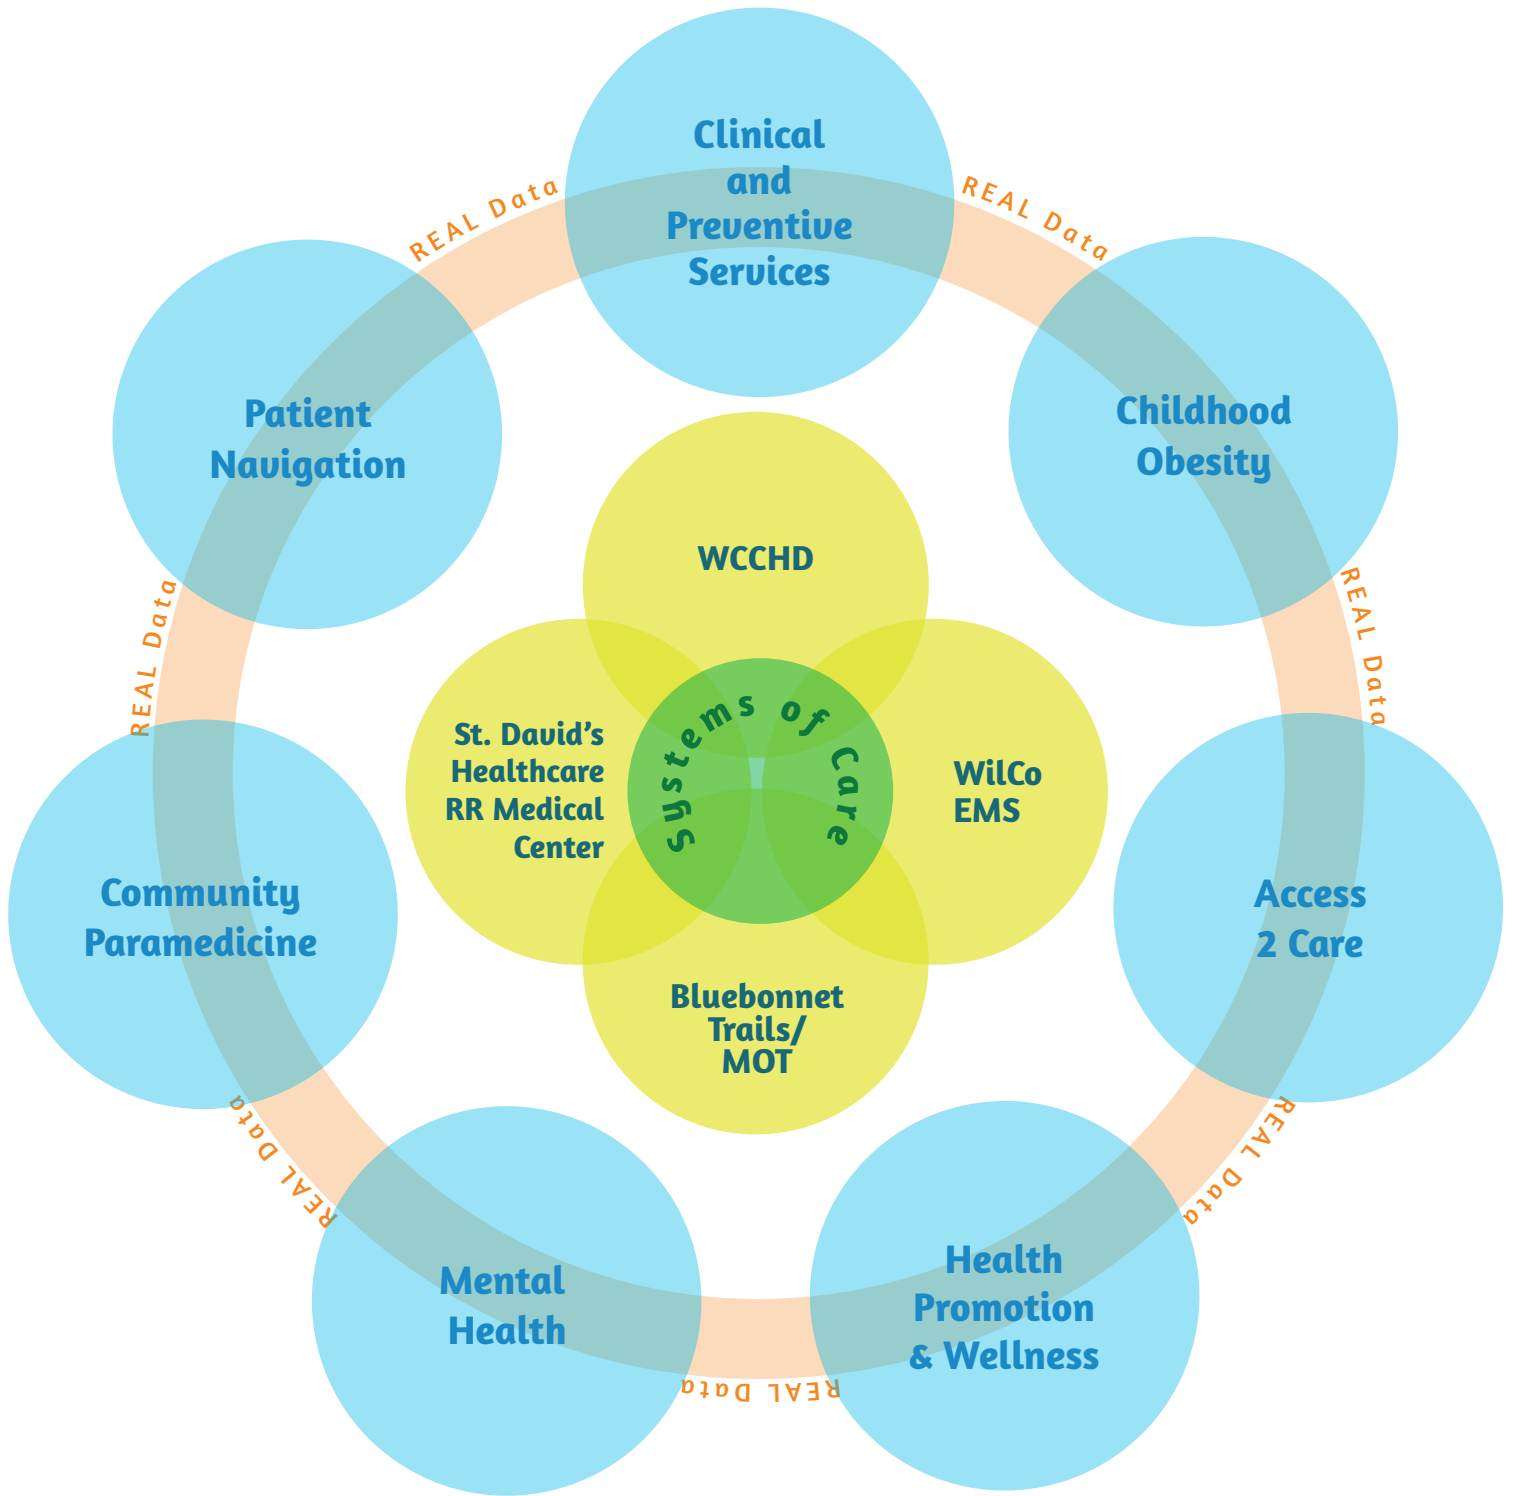 Clinical
and
Preventive
Services
REAL Data
REAL Data
Patient
Navigation
Childhood
Obesity
WCCHD
REAL Data
REAL Data
St. David’s
Healthcare
RR Medical
Center
Systems of Care
WilCo
EMS
Community
Paramedicine
Access
2 Care
Bluebonnet
Trails/
MOT
REAL Data
REAL Data
Mental
Health
Health
Promotion
& Wellness
REAL Data